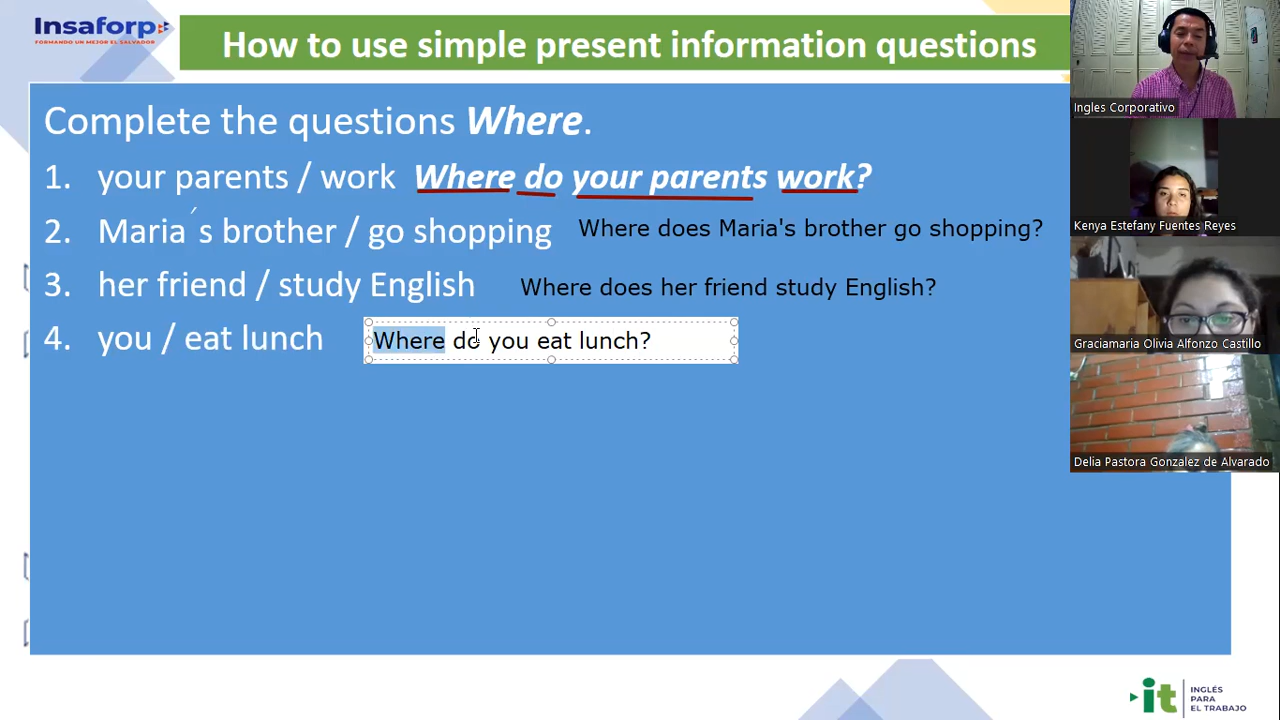 Insaforp
FORMANDO UN MEJOR EL SALVADOR
How to use simple present information questions
Complete the questions Where.
1. your parents / work Where do your parents work?
2. Maria´s brother / go shopping Where does Maria's brother go shopping?
3. her friend / study English Where does her friend study English?
4. you / eat lunch Where do you eat lunch?
Ingles Corporativo
Kenya Estefany Fuentes Reyes
Graciamaria Olivia Alfonzo Castillo
Delia Pastora Gonzalez de Alvarado
it INGLÉS
PARA
EL TRABAJO